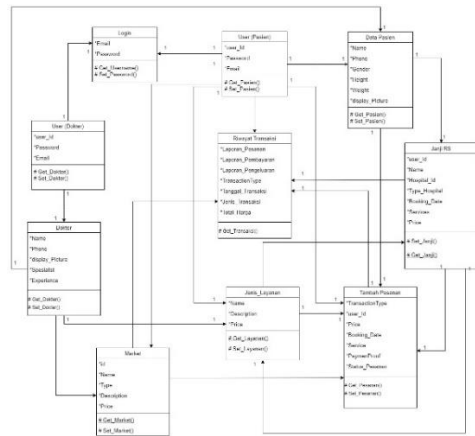 Login
*Email
*Password
# Get_Username()
# Set_Password()
User (Pasien)
*user_Id
*Password
*Email
# Get_Pasien()
# Set_Pasien()
Data Pasien
*Name
*Phone
*Gender
*Height
*Weight
*display_Picture
# Get_Pasien()
# Set_Pasien()
User (Dokter)
*user_Id
*Password
*Email
# Get_Dokter()
# Set_Dokter()
Riwayat Transaksi
*Laporan_Pesanan
*Laporan_Pembayaran
*Laporan_Pengeluaran
*TransactionType
*Tanggal_Transaksi
*Jenis_Transaksi
*Total_Harga
# Get_Transaksi()
Janji RS
*user_Id
*Name
*Hospital_Id
*Type_Hospital
*Booking_Date
*Services
*Price
# Set_Janji()
# Get_Janji()
Dokter
*Name
*Phone
*display_Picture
*Spesialist
*Experience
# Get_Dokter()
# Set_Dokter()
Jenis_Layanan
*Name
*Description
*Price
# Get_Layanan()
# Set_Layanan()
Tambah Pesanan
*TransactionType
*user_Id
*Price
*Booking_Date
*Service
*PaymentProof
*Status_Pesanan
# Get_Pesanan()
# Set_Pesanan()
Market
*Id
*Name
*Type
*Description
*Price
# Get_Market()
# Set_Market()